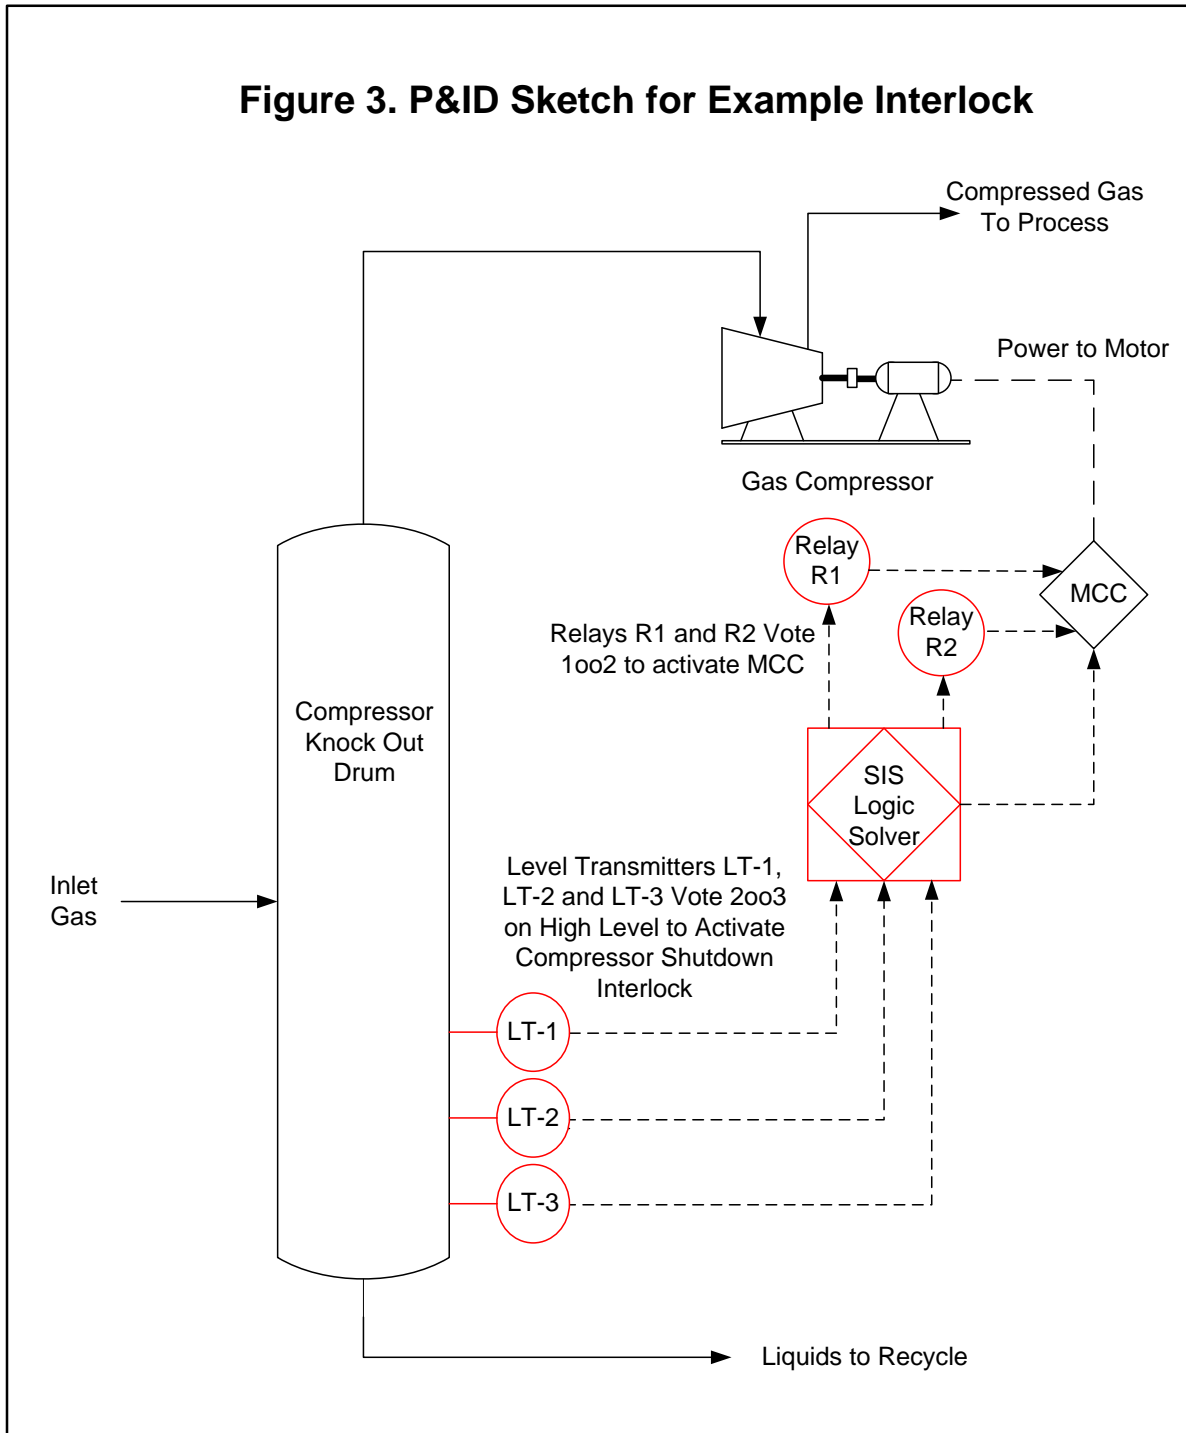 Figure 3. P&ID Sketch for Example Interlock
Compressed Gas
To Process
Power to Motor
Gas Compressor
Relay
R1
MCC
Relay
R2
Relays R1 and R2 Vote
1oo2 to activate MCC
Compressor
Knock Out
Drum
SIS
Logic
Solver
Level Transmitters LT-1,
LT-2 and LT-3 Vote 2oo3
on High Level to Activate
Compressor Shutdown
Interlock
Inlet
Gas
LT-1
LT-2
LT-3
Liquids to Recycle